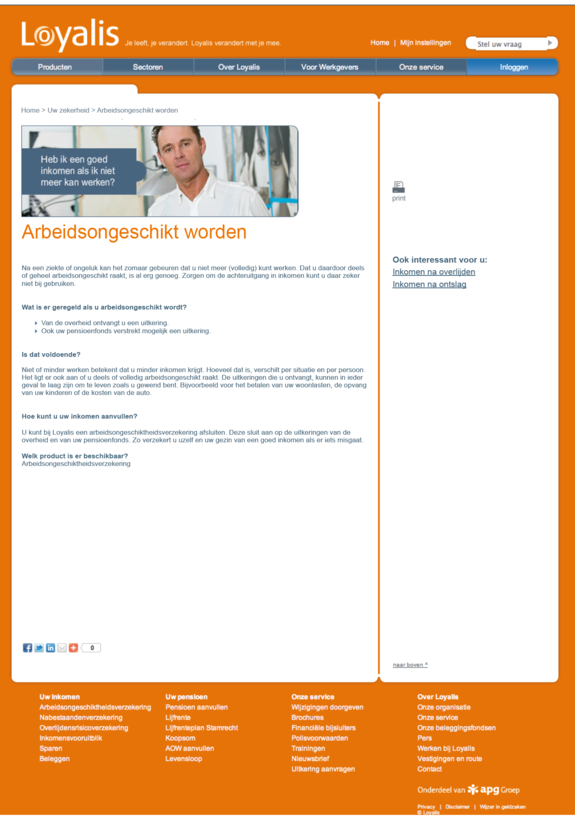 Loyalis Je leeft, je verandert. Loyalis verandert met je mee.
Home | Mijn instellingen
Stel uw vraag
Producten Sectoren Over Loyalis Voor Werkgevers Onze service Inloggen
Home > Uw zekerheid > Arbeidsongeschikt worden
Heb ik een goed
inkomen als ik niet
meer kan werken?
print
Arbeidsongeschikt worden
Na een ziekte of ongeluk kan het zomaar gebeuren dat u niet meer (volledig) kunt werken. Dat u daardoor deels
of geheel arbeidsongeschikt raakt, is al erg genoeg. Zorgen om de achteruitgang in inkomen kunt u daar zeker
niet bij gebruiken.
Wat is er geregeld als u arbeidsongeschikt wordt?
Van de overheid ontvangt u een uitkering.
Ook uw pensioenfonds verstrekt mogelijk een uitkering.
Is dat voldoende?
Niet of minder werken betekent dat u minder inkomen krijgt. Hoeveel dat is, verschilt per situatie en per persoon.
Het ligt er ook aan of u deels of volledig arbeidsongeschikt raakt. De uitkeringen die u ontvangt, kunnen in ieder
geval te laag zijn om te leven zoals u gewend bent. Bijvoorbeeld voor het betalen van uw woonlasten, de opvang
van uw kinderen of de kosten van de auto.
Hoe kunt u uw inkomen aanvullen?
U kunt bij Loyalis een arbeidsongeschiktheidsverzekering afsluiten. Deze sluit aan op de uitkeringen van de
overheid en van uw pensioenfonds. Zo verzekert u uzelf en uw gezin van een goed inkomen als er iets misgaat.
Welk product is er beschikbaar?
Arbeidsongeschiktheidsverzekering
Ook interessant voor u:
Inkomen na overlijden
Inkomen na ontslag
0
naar boven ^
Uw inkomen
Arbeidsongeschiktheidsverzekering
Nabestaandenverzekering
Overlijdensrisicoverzekering
Inkomensvooruitblik
Sparen
Beleggen
Uw pensioen
Pensioen aanvullen
Lijfrente
Lijfrenteplan Stamrecht
Koopsom
AOW aanvullen
Levensloop
Onze service
Wijzigingen doorgeven
Brochures
Financiële bijsluiters
Polisvoorwaarden
Trainingen
Nieuwsbrief
Uitkering aanvragen
Over Loyalis
Onze organisatie
Onze service
Onze beleggingsfondsen
Pers
Werken bij Loyalis
Vestigingen en route
Contact
Onderdeel van apg Groep
Privacy | Disclaimer | Wijzer in geldzaken
© Loyalis